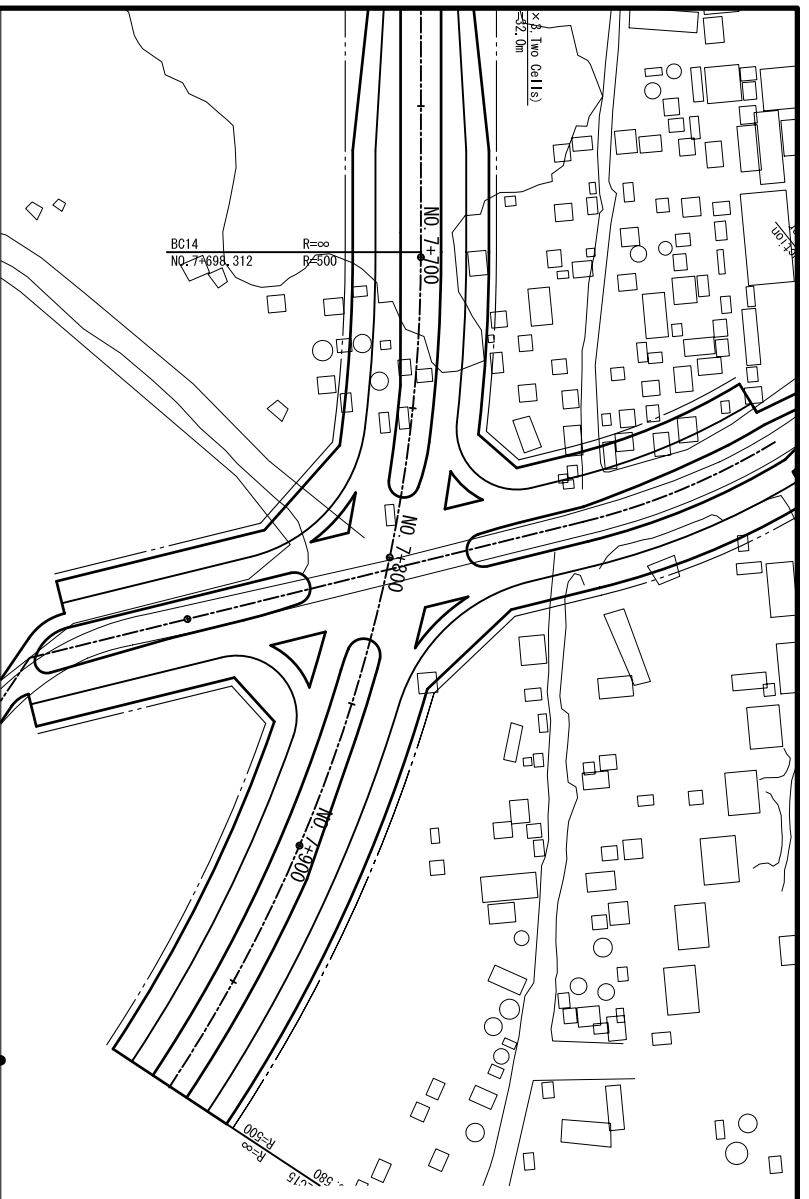 × 3, Two Cells)
=32.0m
NO. 7+700
BC14 R=∞
NO.7+698.312 R=500
NO. 7+800
NO. 7+900
R=500
R=∞